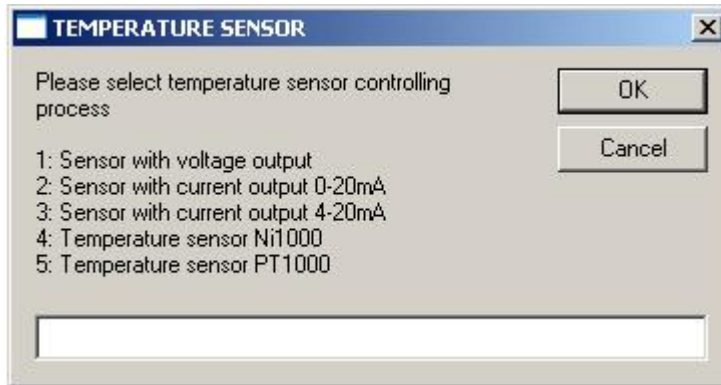 TEMPERATURE SENSOR
Please select temperature sensor controlling
process
OK
Cancel
1: Sensor with voltage output
2: Sensor with current output 0-20mA
3: Sensor with current output 4-20mA
4: Temperature sensor Ni1000
5: Temperature sensor PT1000